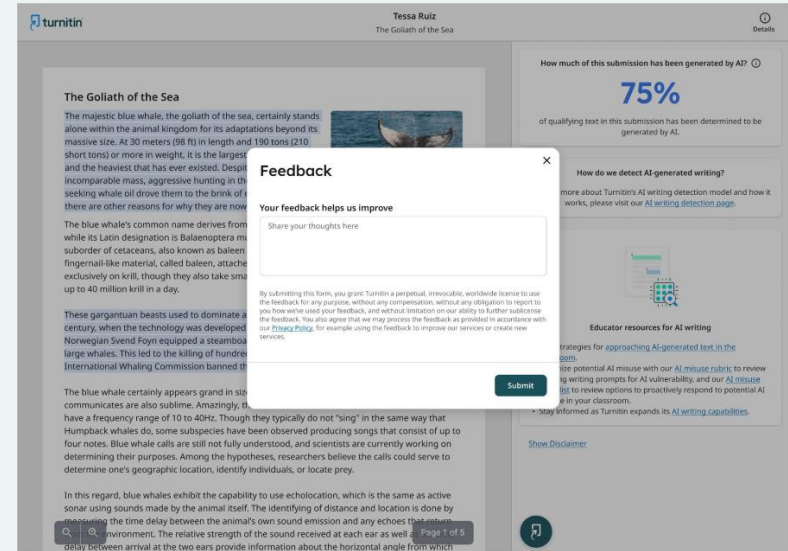 turnitin
Tessa Ruiz
The Goliath of the Sea
Details
The Goliath of the Sea
The majestic blue whale, the goliath of the sea, certainly stands
alone within the animal kingdom for its adaptations beyond its
massive size. At 30 meters (98 ft) in length and 190 tons (210
short tons) or more in weight, it is the largest
and the heaviest that has ever existed. Despit
incomparable mass, aggressive hunting in th
seeking whale oil drove them to the brink of e
there are other reasons for why they are now
The blue whale's common name derives from
while its Latin designation is Balaenoptera mu
suborder of cetaceans, also known as baleen
fingernail-like material, called baleen, attache
exclusively on krill, though they also take sma
up to 40 million krill in a day.
These gargantuan beasts used to dominate a
century, when the technology was developed
Norwegian Svend Foyn equipped a steamboa
large whales. This led to the killing of hundred
International Whaling Commission banned th
The blue whale certainly appears grand in size
communicates are also sublime. Amazingly, th
have a frequency range of 10 to 40Hz. Though they typically do not "sing" in the same way that
Humpback whales do, some subspecies have been observed producing songs that consist of up to
four notes. Blue whale calls are still not fully understood, and scientists are currently working on
determining their purposes. Among the hypotheses, researchers believe the calls could serve to
determine one's geographic location, identify individuals, or locate prey.
In this regard, blue whales exhibit the capability to use echolocation, which is the same as active
sonar using sounds made by the animal itself. The identifying of distance and location is done by
measuring the time delay between the animal's own sound emission and any echoes that return
environment. The relative strength of the sound received at each ear as well as
delay between arrival at the two ears provide information about the horizontal angle from which
Page 1 of 5
Feedback
Your feedback helps us improve
Share your thoughts here
By submitting this form, you grant Turnitin a perpetual, irrevocable, worldwide license to use
the feedback for any purpose, without any compensation, without any obligation to report to
you how we've used your feedback, and without limitation on our ability to further sublicense
the feedback. You also agree that we may process the feedback as provided in accordance with
our Privacy Policy, for example using the feedback to improve our services or create new
services.
Submit
How much of this submission has been generated by AI?
75%
of qualifying text in this submission has been determined to be
generated by AI.
How do we detect AI-generated writing?
more about Turnitin's AI writing detection model and how it
works, please visit our AI writing detection page.
Educator resources for AI writing
trategies for approaching AI-generated text in the
om.
ize potential AI misuse with our AI misuse rubric to review
ng writing prompts for AI vulnerability, and our AI misuse
list to review options to proactively respond to potential AI
e in your classroom.
• Stay informed as Turnitin expands its AI writing capabilities.
Show Disclaimer